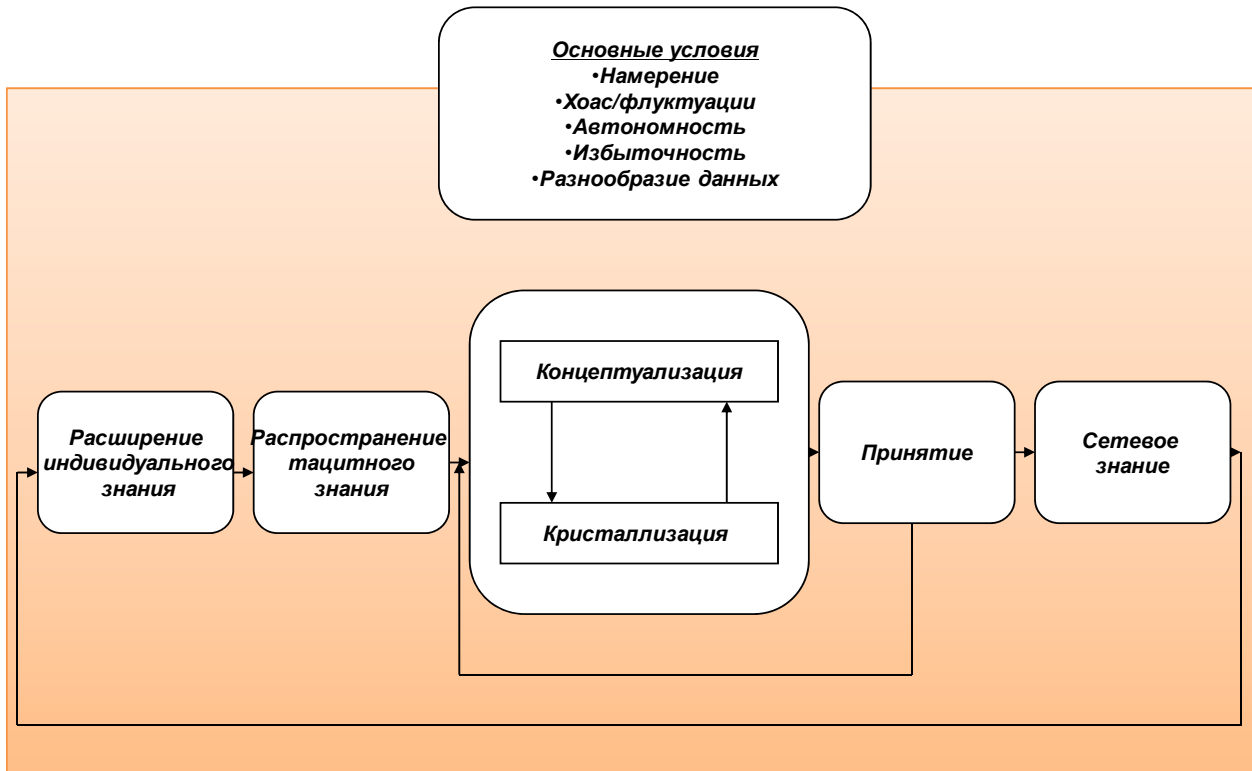 Основные условия
•Намерение
•Хоас/флуктуации
•Автономность
•Избыточность
•Разнообразие данных
Концептуализация
Кристаллизация
Расширение
индивидуального
знания
Распространение
тацитного
знания
Принятие
Сетевое
знание